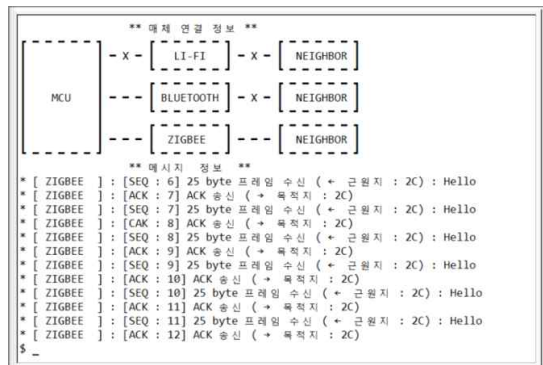 ** 매체 연결 정보 **
- X - [ LI-FI ] - X - [ NEIGHBOR ]
MCU - - - [ BLUETOOTH ] - X - [ NEIGHBOR ]
- - - [ ZIGBEE ] - - - [ NEIGHBOR ]
** 메시지 정보 **
* [ ZIGBEE ] : [SEQ : 6] 25 byte 프레임 수신 ( ← 근원지 : 2C) : Hello
* [ ZIGBEE ] : [ACK : 7] ACK 송신 ( → 목적지 : 2C)
* [ ZIGBEE ] : [SEQ : 7] 25 byte 프레임 수신 ( ← 근원지 : 2C) : Hello
* [ ZIGBEE ] : [CAK : 8] ACK 송신 ( → 목적지 : 2C)
* [ ZIGBEE ] : [SEQ : 8] 25 byte 프레임 수신 ( ← 근원지 : 2C) : Hello
* [ ZIGBEE ] : [ACK : 9] ACK 송신 ( → 목적지 : 2C)
* [ ZIGBEE ] : [SEQ : 9] 25 byte 프레임 수신 ( ← 근원지 : 2C) : Hello
* [ ZIGBEE ] : [ACK : 10] ACK 송신 ( → 목적지 : 2C)
* [ ZIGBEE ] : [SEQ : 10] 25 byte 프레임 수신 ( ← 근원지 : 2C) : Hello
* [ ZIGBEE ] : [ACK : 11] ACK 송신 ( → 목적지 : 2C)
* [ ZIGBEE ] : [SEQ : 11] 25 byte 프레임 수신 ( ← 근원지 : 2C) : Hello
* [ ZIGBEE ] : [ACK : 12] ACK 송신 ( → 목적지 : 2C)
$ _